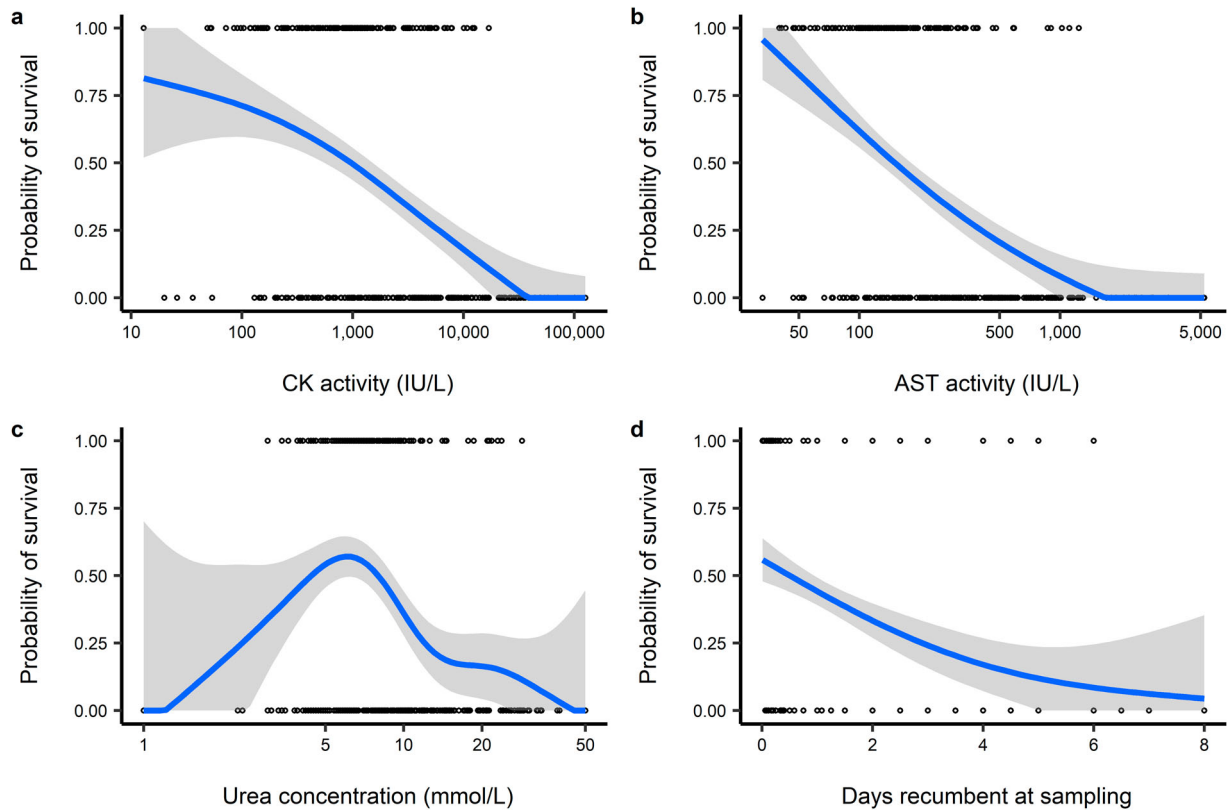 a
1.00
0.75
0.50
0.25
0.00
Probability of survival
10 100 1,000 10,000 100,000
CK activity (IU/L)
b
1.00
0.75
0.50
0.25
0.00
Probability of survival
50 100 500 1,000 5,000
AST activity (IU/L)
c
1.00
0.75
0.50
0.25
0.00
Probability of survival
1 5 10 20 50
Urea concentration (mmol/L)
d
1.00
0.75
0.50
0.25
0.00
Probability of survival
0 2 4 6 8
Days recumbent at sampling